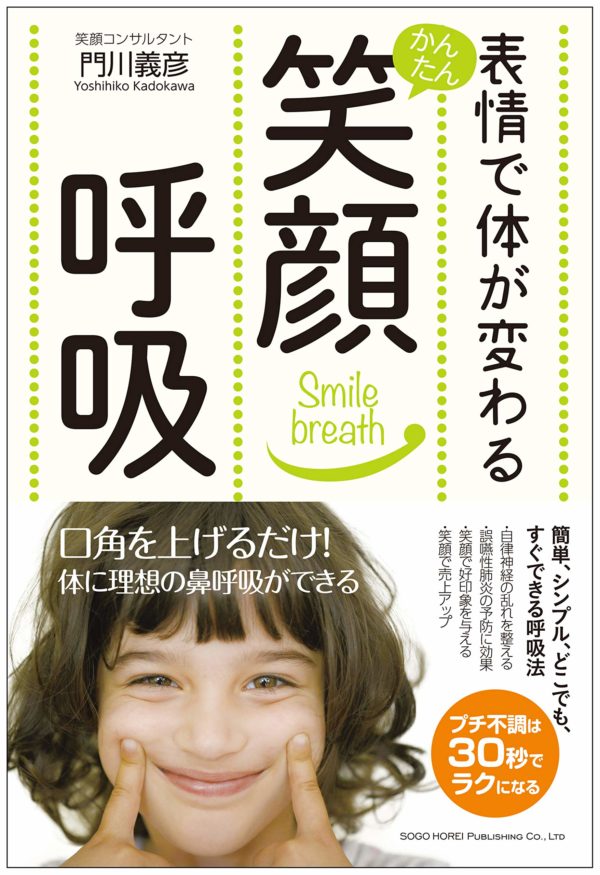 表情で体が変わる
かん
たん
笑顔
呼吸
Smile
breath
笑顔コンサルタント
門川義彦
Yoshihiko Kadokawa
口角を上げるだけ!
体に理想の鼻呼吸ができる
簡単、シンプル、どこでも、
すぐできる呼吸法
・自律神経の乱れを整える
・誤嚥性肺炎の予防に効果
・笑顔で好印象を与える
・笑顔で売上アップ
プチ不調は
30秒で
ラクになる
SOGO HOREI PUBLISHING CO., LTD